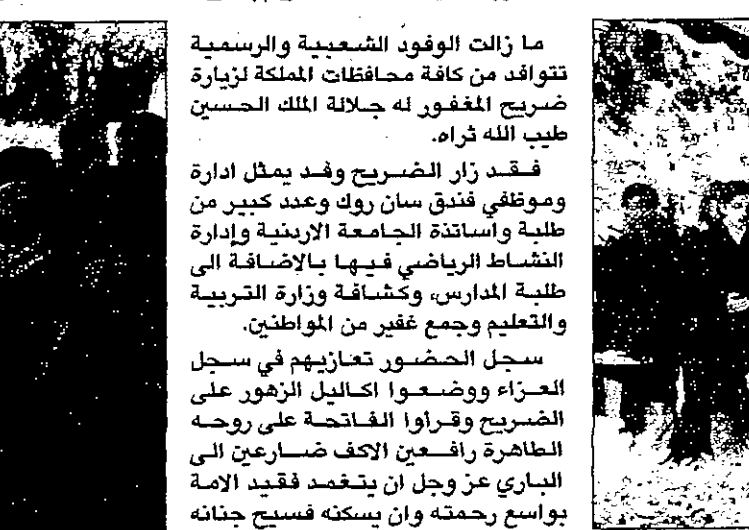 ما زالت الوفود الشعبية والرسمية
تتوافد من كافة محافظات المملكة لزيارة
ضريح المغفور له جلالة الملك الحسين
طيب الله ثراه.
فقد زار الضريح وفد يمثل ادارة
وموظفي فندق سان روك وعدد كبير من
طلبة واساتذة الجامعة الاردنية وإدارة
النشاط الرياضي فيها بالاضافة الى
طلبة المدارس، وكشافة وزارة التربية
والتعليم وجمع غفير من المواطنين.
سجل الحضور تعازيهم في سجل
العزاء ووضعوا اكاليل الزهور على
الضريح وقرأوا الفاتحة على روحه
الطاهرة رافعين الاكف ضارعين الى
الباري عز وجل ان يتغمد فقيد الامة
بواسع رحمته وان يسكنه فسيح جنانه